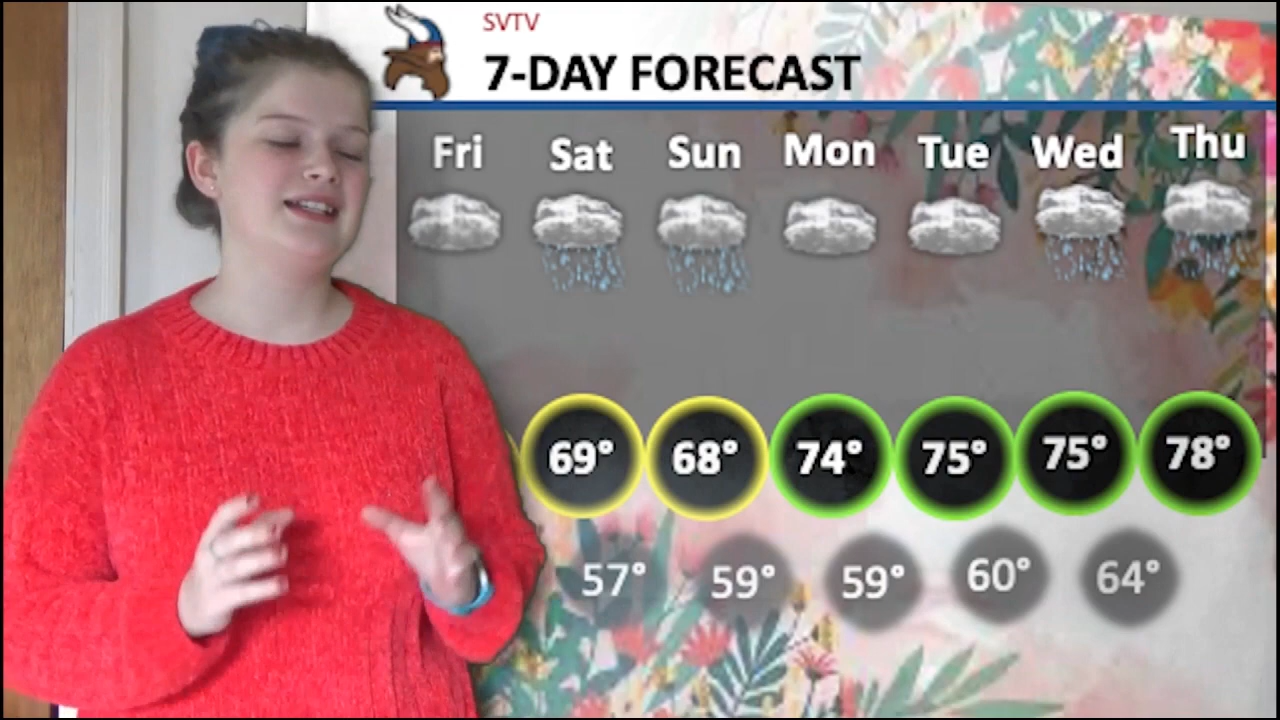 SVTV
7-DAY FORECAST
Fri Sat Sun Mon Tue Wed Thu
69° 68° 74° 75° 75° 78°
57° 59° 59° 60° 64°